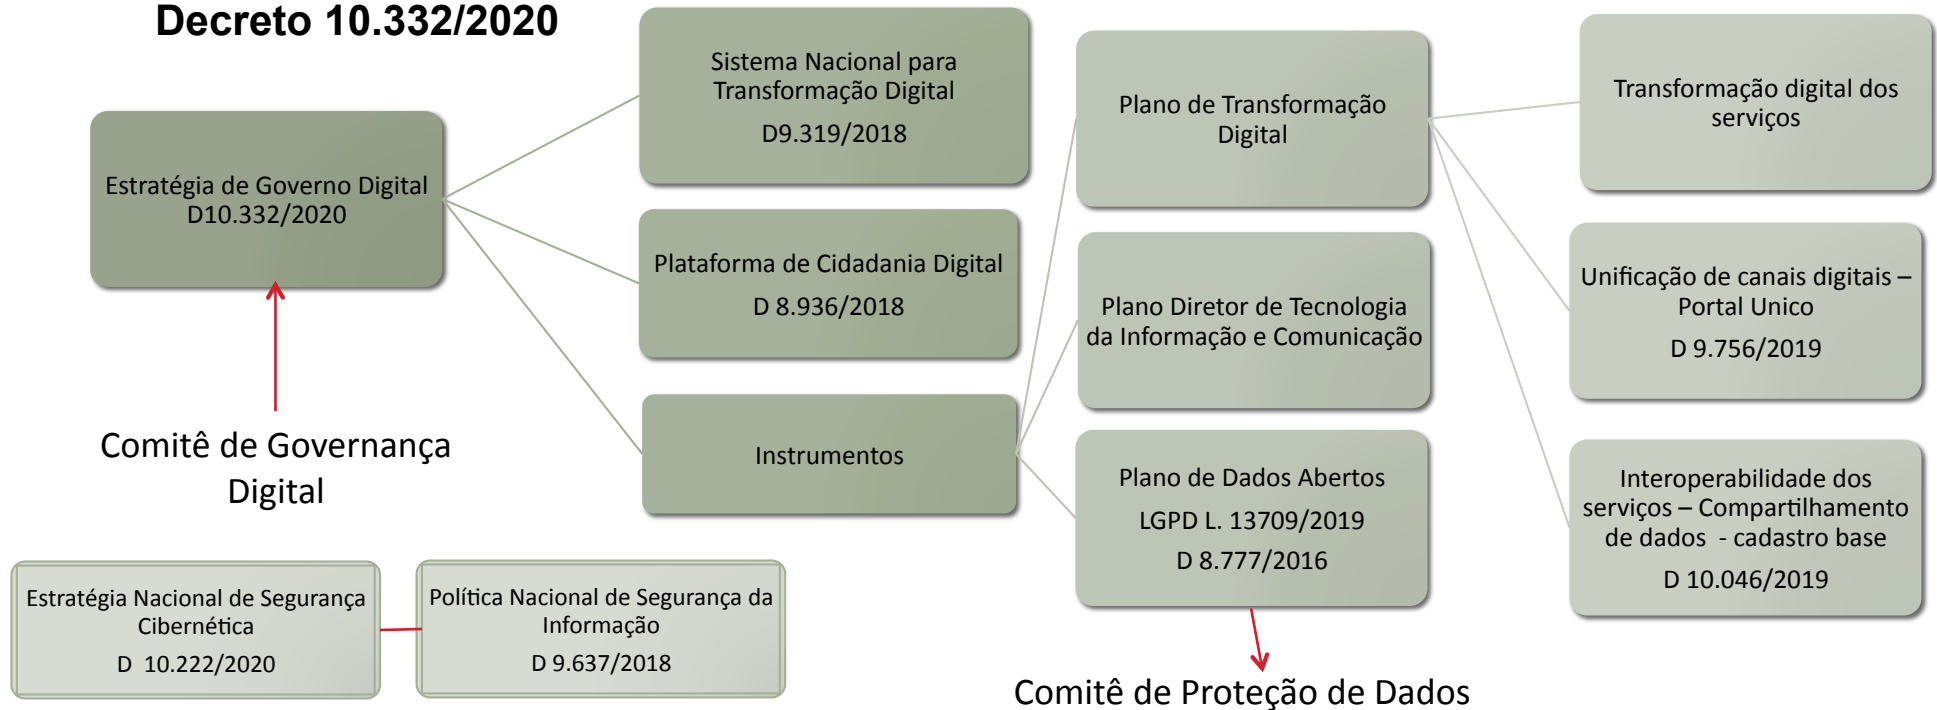 Decreto 10.332/2020
Estratégia de Governo Digital
D10.332/2020
Comitê de Governança
Digital
Sistema Nacional para
Transformação Digital
D9.319/2018
Plataforma de Cidadania Digital
D 8.936/2018
Instrumentos
Plano de Transformação
Digital
Plano Diretor de Tecnologia
da Informação e Comunicação
Plano de Dados Abertos
LGPD L. 13709/2019
D 8.777/2016
Comitê de Proteção de Dados
Transformação digital dos
serviços
Unificação de canais digitais –
Portal Unico
D 9.756/2019
Interoperabilidade dos
serviços – Compartilhamento
de dados  - cadastro base
D 10.046/2019
Estratégia Nacional de Segurança
Cibernética
D  10.222/2020
Política Nacional de Segurança da
Informação
D 9.637/2018